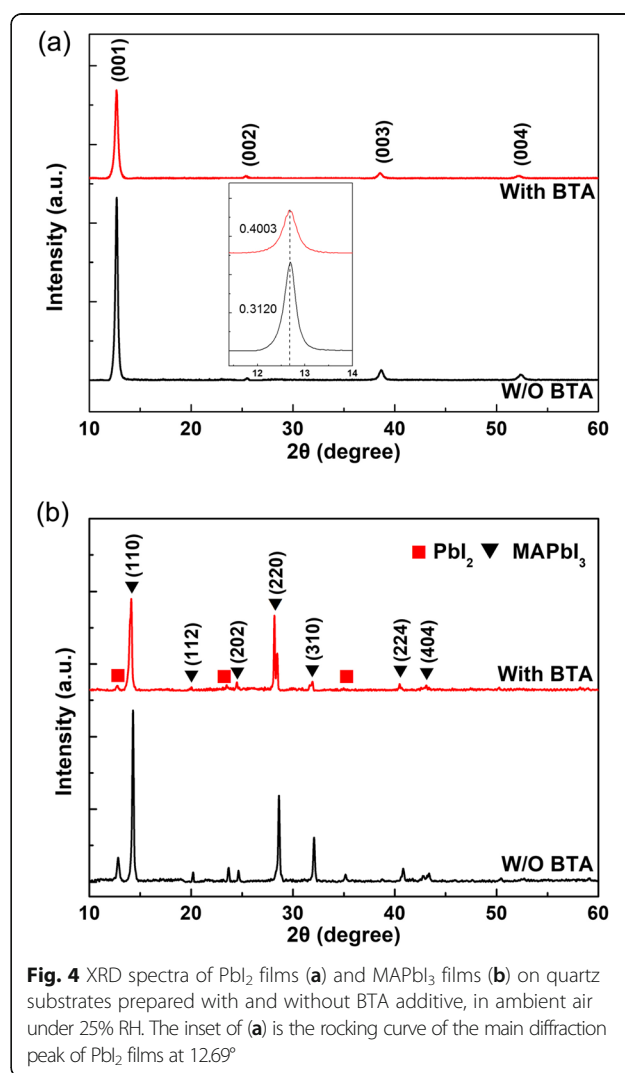 (a)
(001)
(002)
(003)
(004)
With BTA
0.4003
0.3120
12 13 14
W/O BTA
Intensity (a.u.)
10 20 30 40 50 60
2θ (degree)
(b)
(110)
(112)
(202)
(220)
(310)
(224)
(404)
PbI₂ MAPbI₃
With BTA
W/O BTA
Intensity (a.u.)
10 20 30 40 50 60
2θ (degree)
Fig. 4 XRD spectra of PbI₂ films (a) and MAPbI₃ films (b) on quartz
substrates prepared with and without BTA additive, in ambient air
under 25% RH. The inset of (a) is the rocking curve of the main diffraction
peak of PbI₂ films at 12.69°